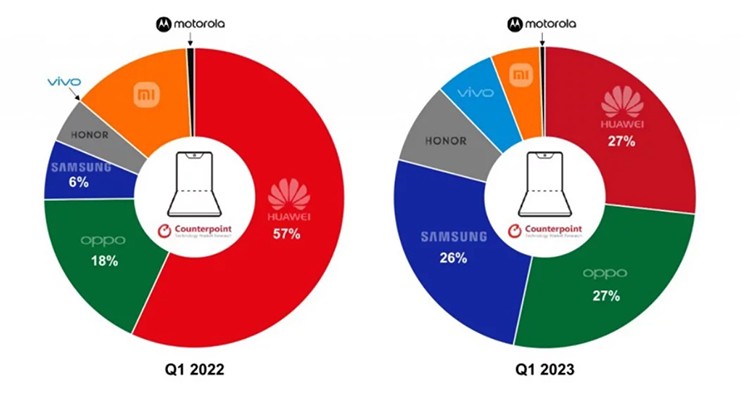 motorola
motorola
vivo
MI
HONOR
SAMSUNG
6%
oppo
18%
HUAWEI
57%
Counterpoint
Technology Market Research
MI
vivo
HONOR
HUAWEI
27%
SAMSUNG
26%
oppo
27%
Counterpoint
Technology Market Research
Q1 2022
Q1 2023